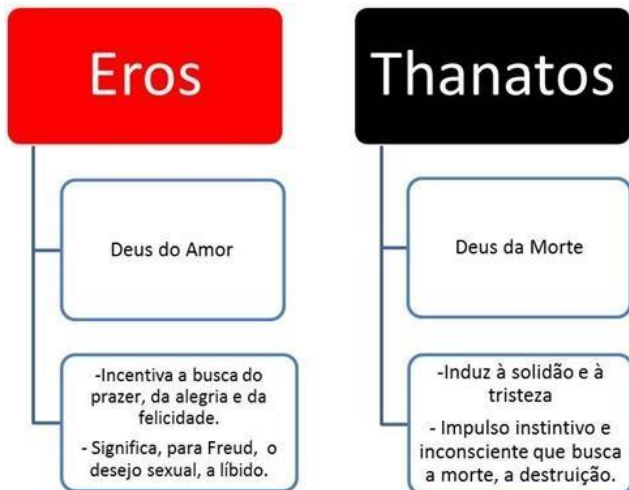 Eros
Deus do Amor
-Incentiva a busca do
prazer, da alegria e da
felicidade.
- Significa, para Freud, o
desejo sexual, a líbido.
Thanatos
Deus da Morte
-Induz à solidão e à
tristeza
- Impulso instintivo e
inconsciente que busca
a morte, a destruição.